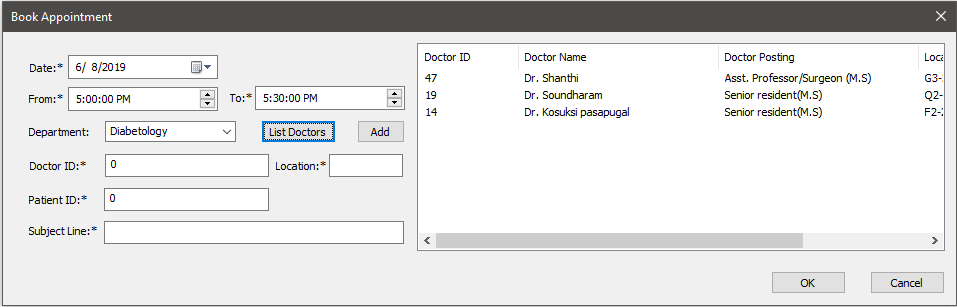 Book Appointment
Date:* 6/ 8/2019
From:* 5:00:00 PM To:* 5:30:00 PM
Department: Diabetology List Doctors Add
Doctor ID:* 0 Location:*
Patient ID:* 0
Subject Line:*
Doctor ID Doctor Name Doctor Posting Loca
47 Dr. Shanthi Asst. Professor/Surgeon (M.S) G3-
19 Dr. Soundharam Senior resident(M.S) Q2-
14 Dr. Kosuksi pasapugal Senior resident(M.S) F2-
OK Cancel